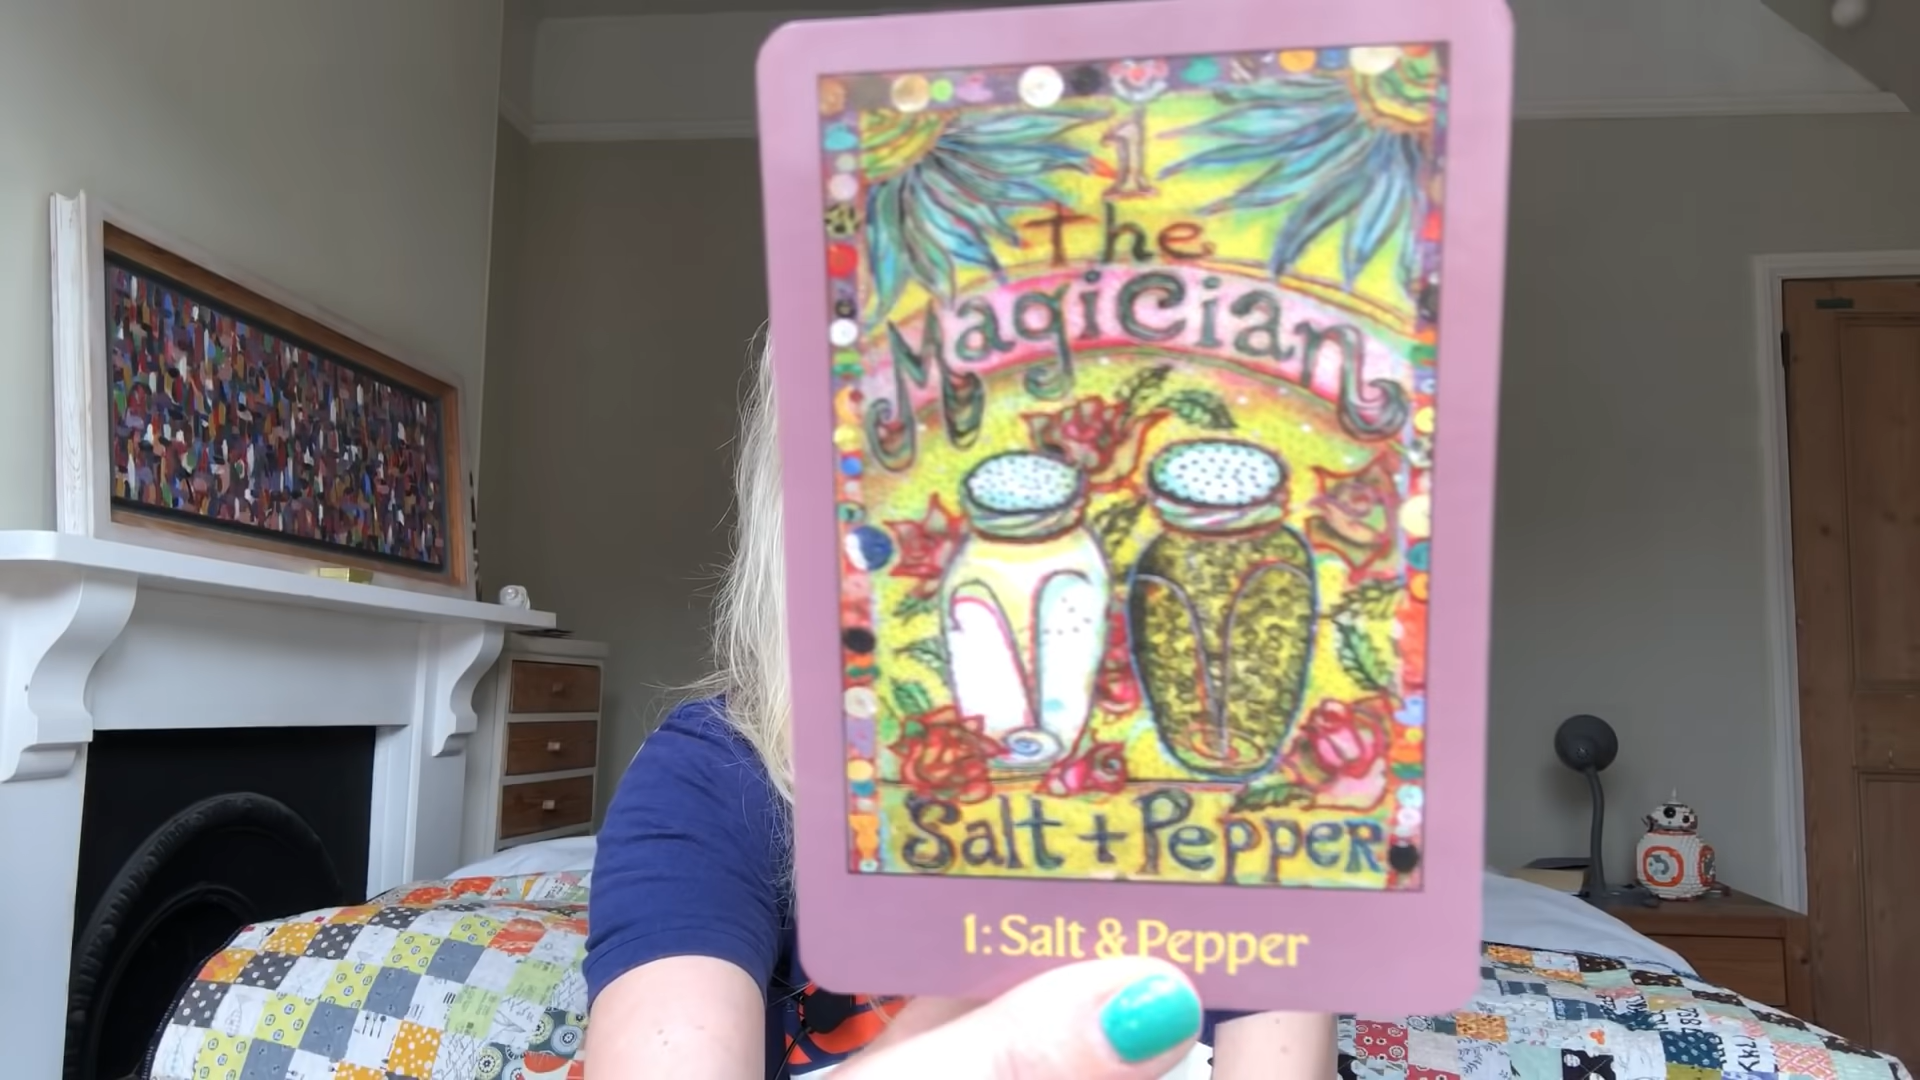 1
The
Magician
Salt + Pepper
1: Salt & Pepper